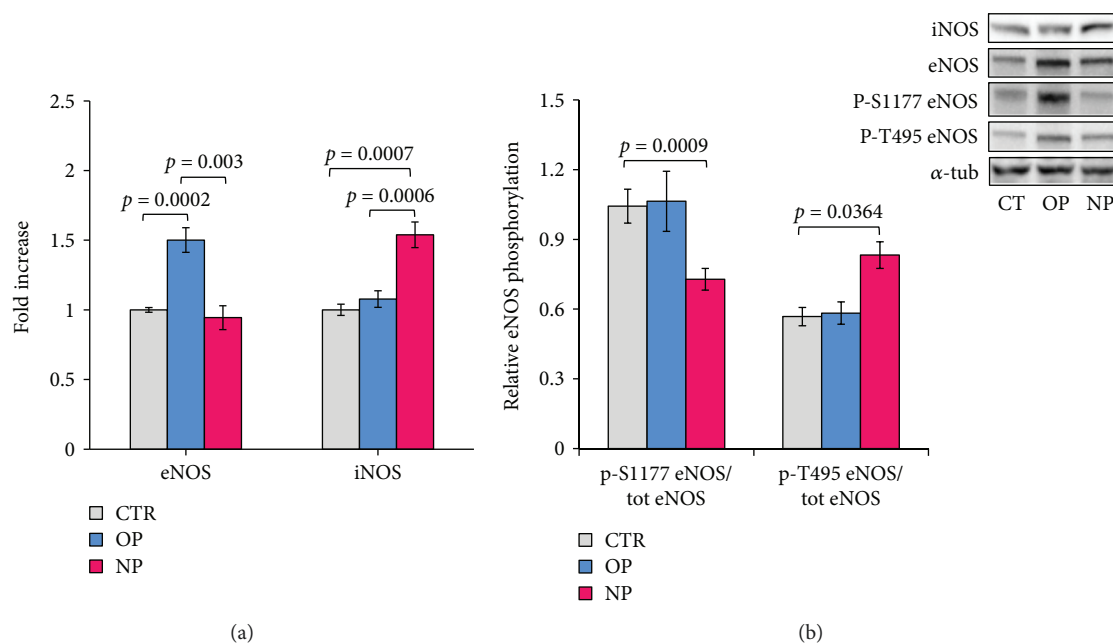 2.5
2
1.5
1
0.5
0
Fold increase
p = 0.003
p = 0.0002
p = 0.0007
p = 0.0006
eNOS
iNOS
CTR
OP
NP
(a)
1.5
1.2
0.9
0.6
0.3
0.0
Relative eNOS phosphorylation
p = 0.0009
p = 0.0364
p-S1177 eNOS/
tot eNOS
p-T495 eNOS/
tot eNOS
CTR
OP
NP
(b)
iNOS
eNOS
P-S1177 eNOS
P-T495 eNOS
α-tub
CT OP NP